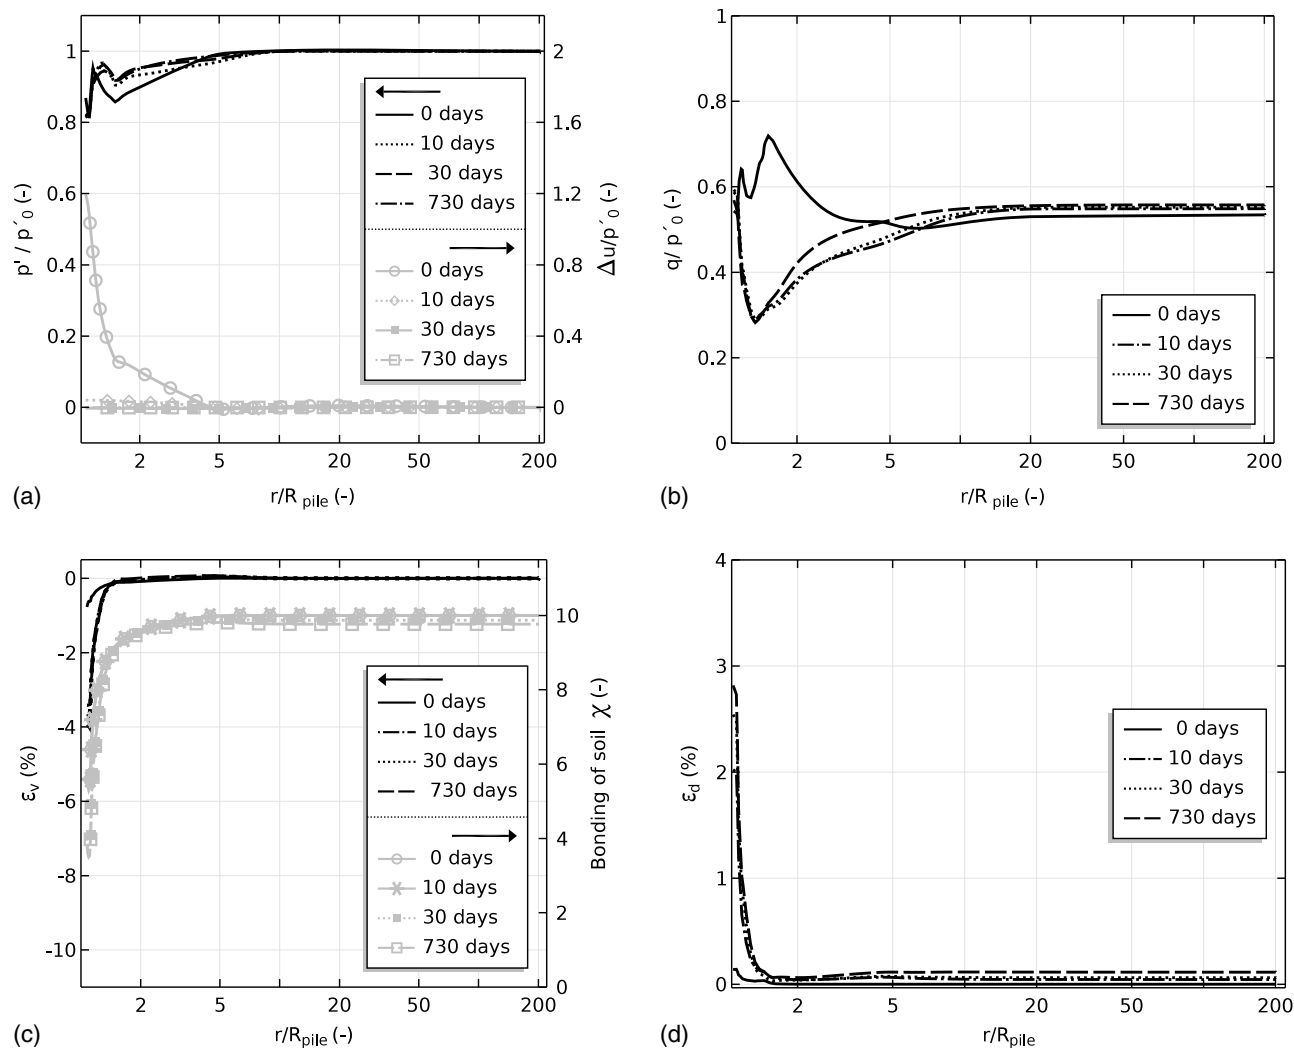 1
0.8
0.6
0.4
0.2
0
p' / p´0 (-)
2
1.6
1.2
0.8
0.4
0
Δu/p´0 (-)
0 days
10 days
30 days
730 days
0 days
10 days
30 days
730 days
2 5 20 50 200
r/R pile (-)
(a)
1
0.8
0.6
0.4
0.2
0
q/ p´0 (-)
0 days
10 days
30 days
730 days
2 5 20 50 200
r/R pile (-)
(b)
0
-2
-4
-6
-8
-10
εv (%)
10
8
6
4
2
0
Bonding of soil χ (-)
0 days
10 days
30 days
730 days
0 days
10 days
30 days
730 days
2 5 20 50 200
r/Rpile (-)
(c)
4
3
2
1
0
εd (%)
0 days
10 days
30 days
730 days
2 5 20 50 200
r/Rpile
(d)